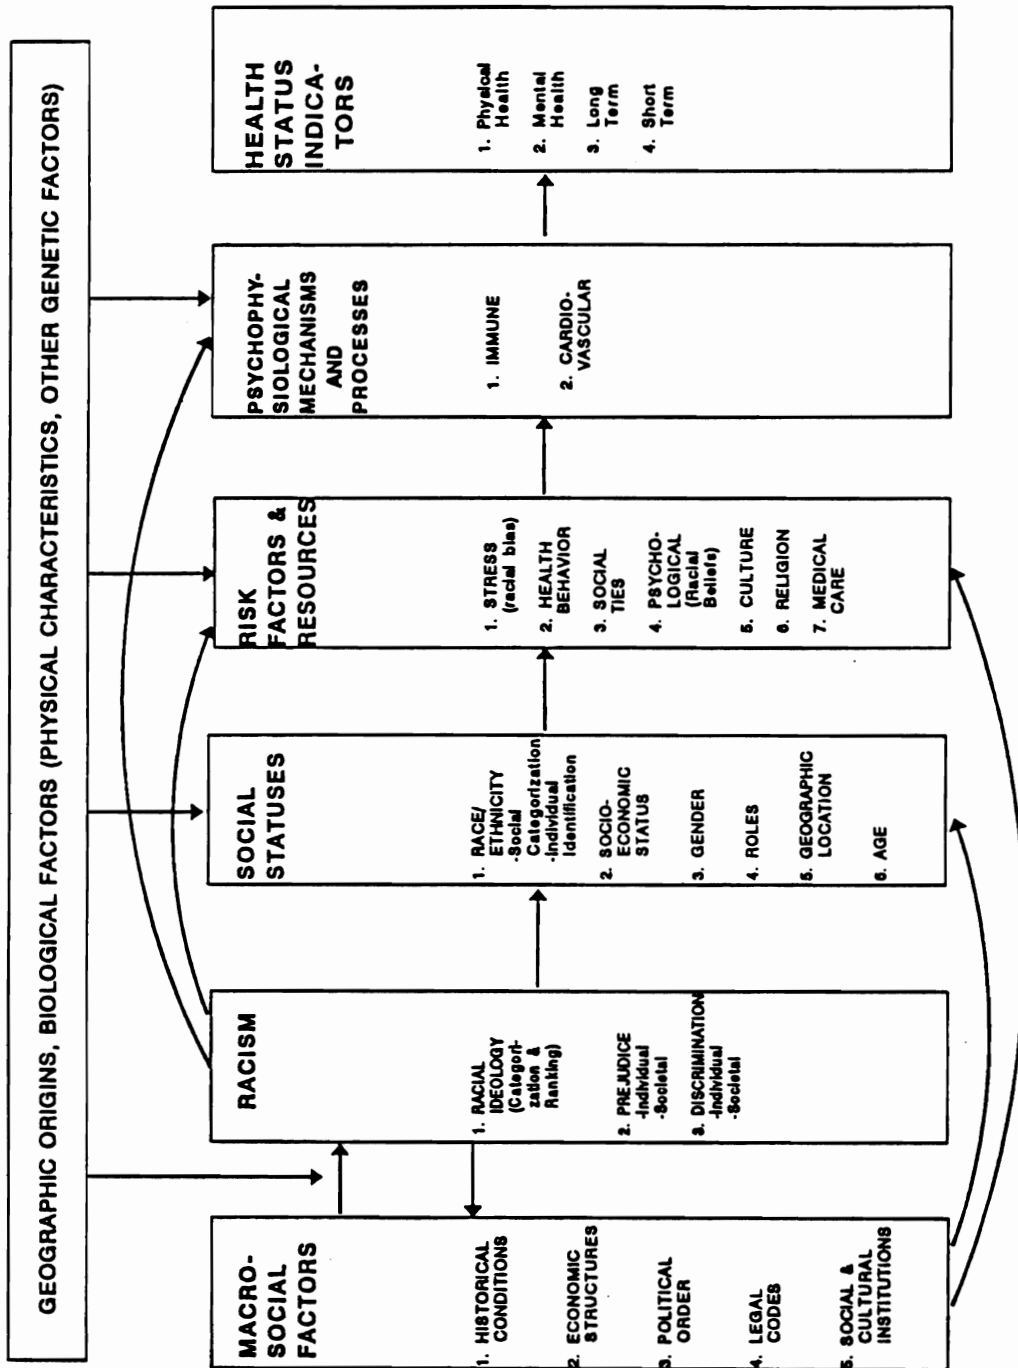 GEOGRAPHIC ORIGINS, BIOLOGICAL FACTORS (PHYSICAL CHARACTERISTICS, OTHER GENETIC FACTORS)
MACRO-
SOCIAL
FACTORS
1. HISTORICAL
CONDITIONS
2. ECONOMIC
STRUCTURES
3. POLITICAL
ORDER
4. LEGAL
CODES
5. SOCIAL &
CULTURAL
INSTITUTIONS
RACISM
1. RACIAL
IDEOLOGY
(Categori-
zation &
Ranking)
2. PREJUDICE
-Individual
-Societal
3. DISCRIMINATION
-Individual
-Societal
SOCIAL
STATUSES
1. RACE/
ETHNICITY
-Social
Categorization
-Individual
Identification
2. SOCIO-
ECONOMIC
STATUS
3. GENDER
4. ROLES
5. GEOGRAPHIC
LOCATION
6. AGE
RISK
FACTORS &
RESOURCES
1. STRESS
(racial bias)
2. HEALTH
BEHAVIOR
3. SOCIAL
TIES
4. PSYCHO-
LOGICAL
(Racial
Beliefs)
5. CULTURE
6. RELIGION
7. MEDICAL
CARE
PSYCHOPHY-
SIOLOGICAL
MECHANISMS
AND
PROCESSES
1. IMMUNE
2. CARDIO-
VASCULAR
HEALTH
STATUS
INDICA-
TORS
1. Physical
Health
2. Mental
Health
3. Long
Term
4. Short
Term